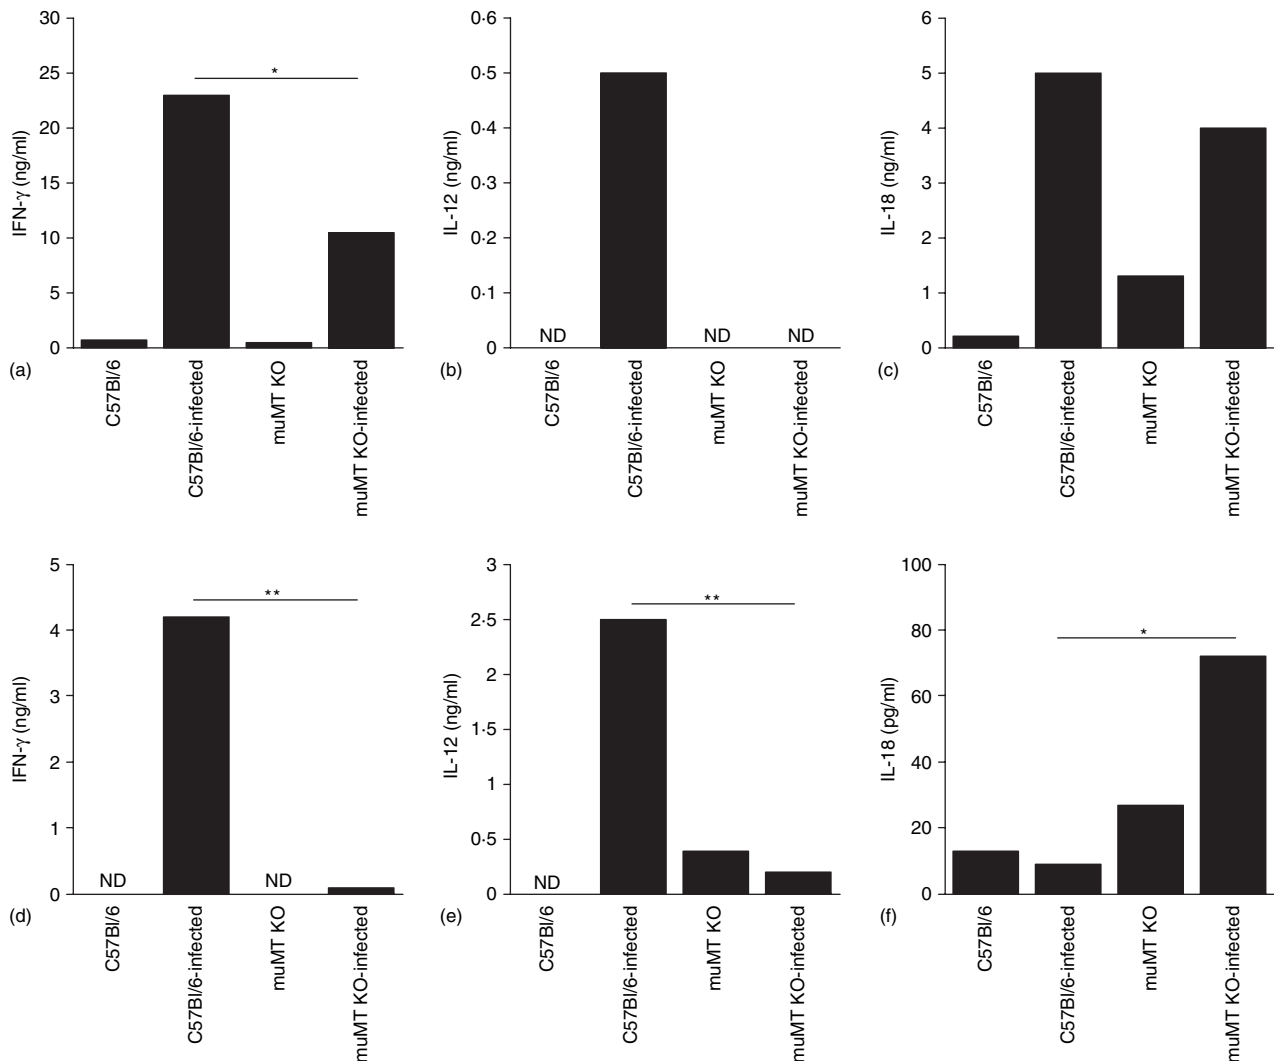 30
25
20
15
10
5
0
IFN-γ (ng/ml)
*
C57Bl/6
C57Bl/6-infected
muMT KO
muMT KO-infected
(a)
0·6
0·5
0·4
0·3
0·2
0·1
0
IL-12 (ng/ml)
ND
ND
ND
C57Bl/6
C57Bl/6-infected
muMT KO
muMT KO-infected
(b)
6
5
4
3
2
1
0
IL-18 (ng/ml)
C57Bl/6
C57Bl/6-infected
muMT KO
muMT KO-infected
(c)
5
4
3
2
1
0
IFN-γ (ng/ml)
**
ND
ND
C57Bl/6
C57Bl/6-infected
muMT KO
muMT KO-infected
(d)
3
2·5
2
1·5
1
0·5
0
IL-12 (ng/ml)
**
ND
C57Bl/6
C57Bl/6-infected
muMT KO
muMT KO-infected
(e)
100
80
60
40
20
0
IL-18 (pg/ml)
*
C57Bl/6
C57Bl/6-infected
muMT KO
muMT KO-infected
(f)